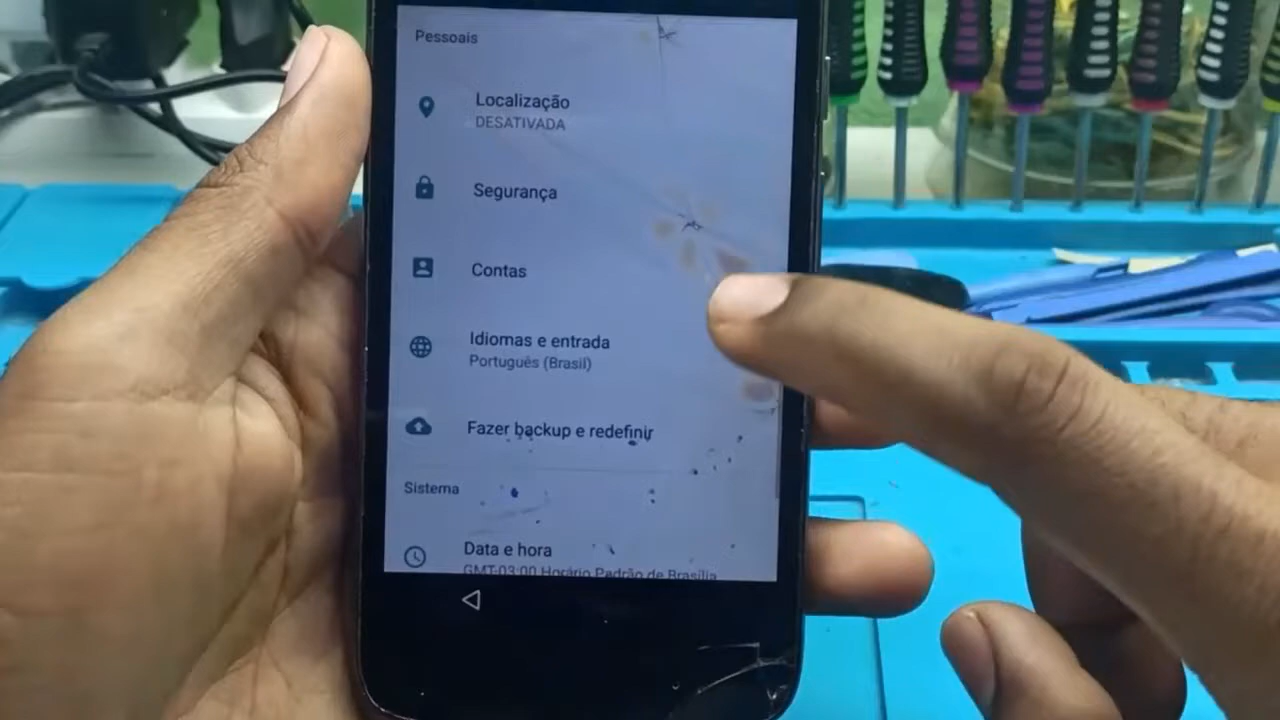 Pessoais
Localização
DESATIVADA
Segurança
Contas
Idiomas e entrada
Português (Brasil)
Fazer backup e redefinir
Sistema
Data e hora
GMT-03:00 Horário Padrão de Brasília